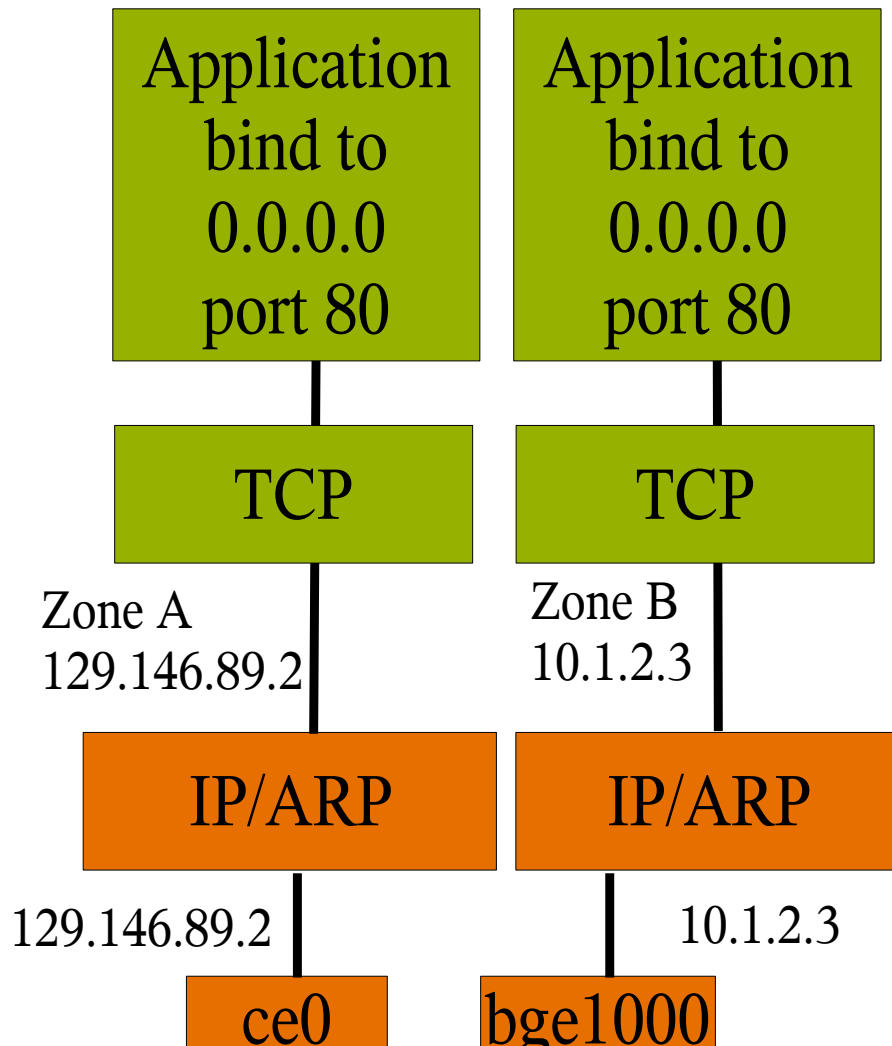 Application
bind to
0.0.0.0
port 80
Application
bind to
0.0.0.0
port 80
TCP
TCP
Zone A
129.146.89.2
Zone B
10.1.2.3
IP/ARP
IP/ARP
129.146.89.2
10.1.2.3
ce0
bge1000